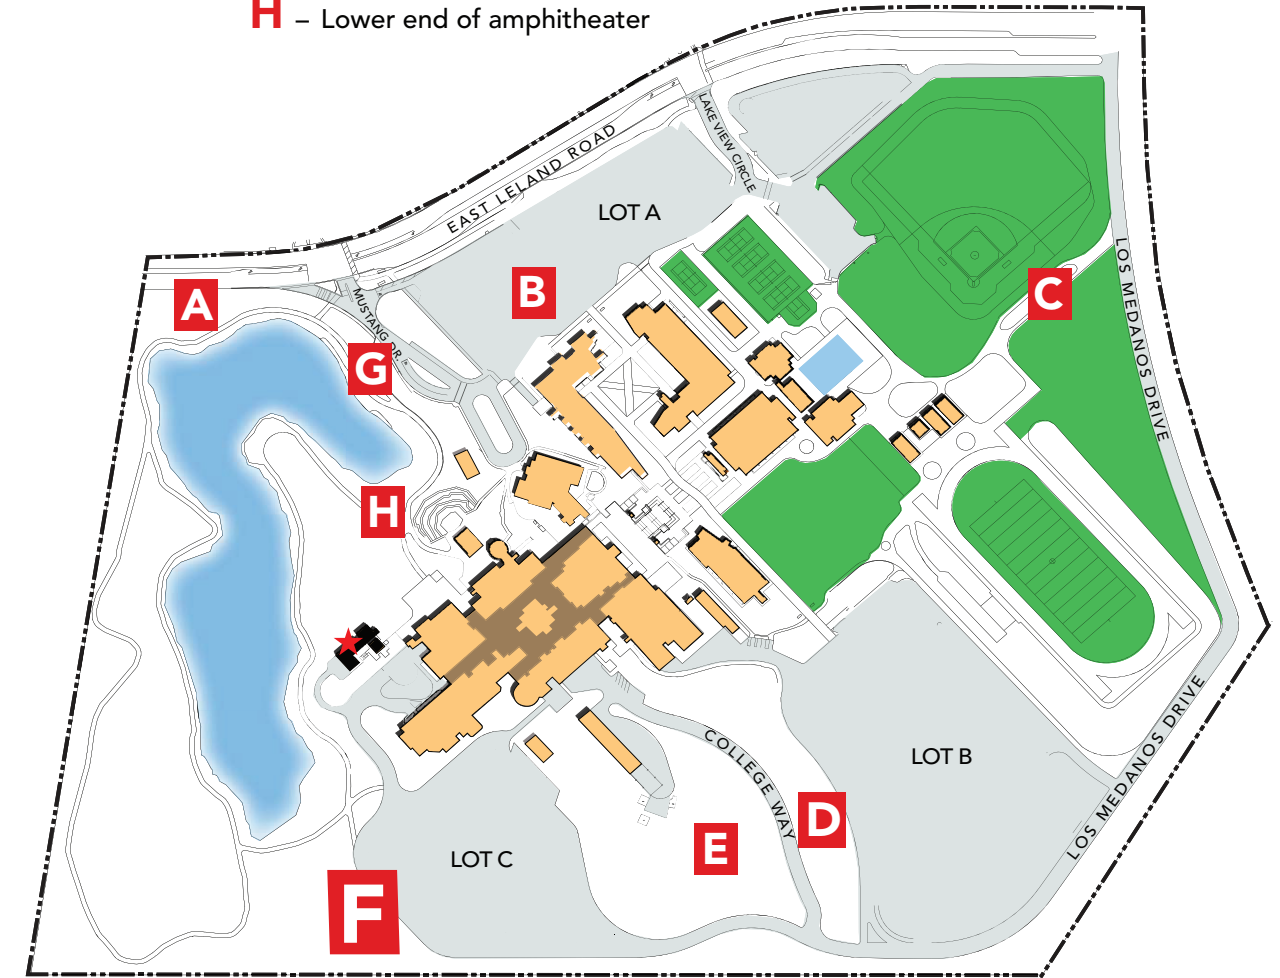 H – Lower end of amphitheater
LAKE VIEW CIRCLE
EAST LELAND ROAD
LOT A
LOS MEDANOS DRIVE
A
B
C
MUSTANG DR.
G
H
COLLEGE WAY
LOT B
LOS MEDANOS DRIVE
D
E
LOT C
F